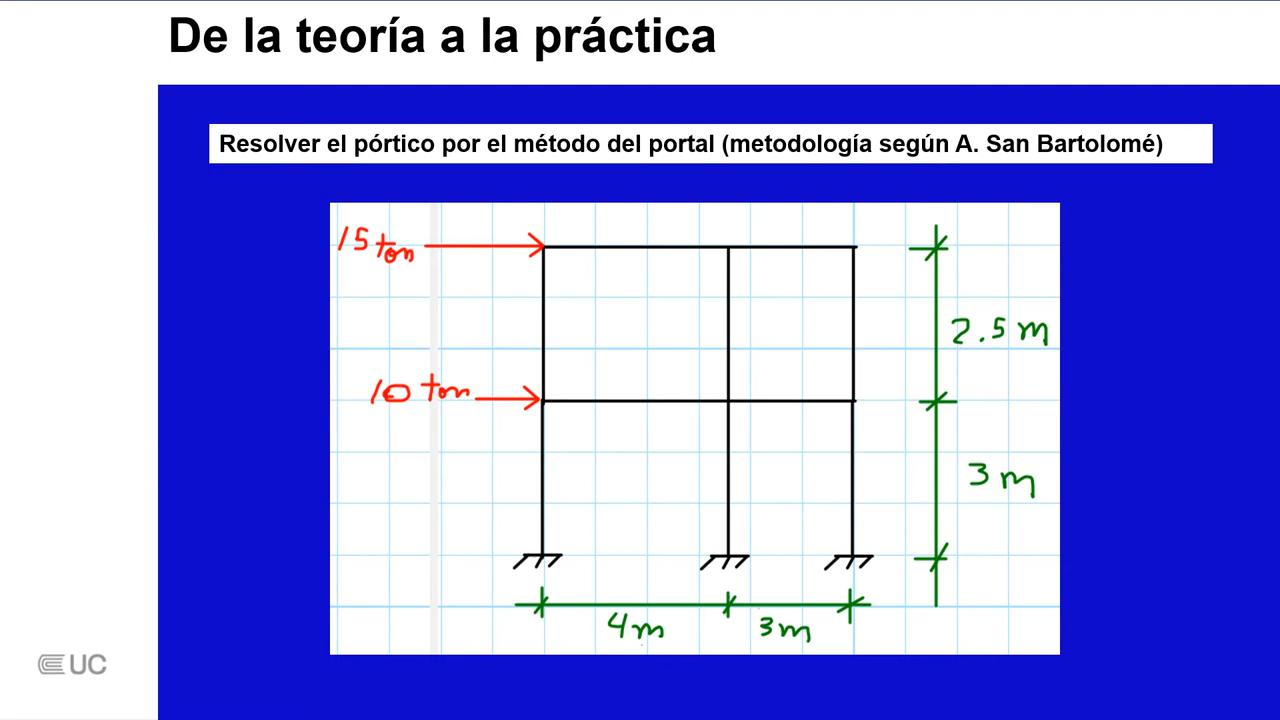 De la teoría a la práctica
Resolver el pórtico por el método del portal (metodología según A. San Bartolomé)
15 ton
2.5 m
10 ton
3 m
4m
3m
UC